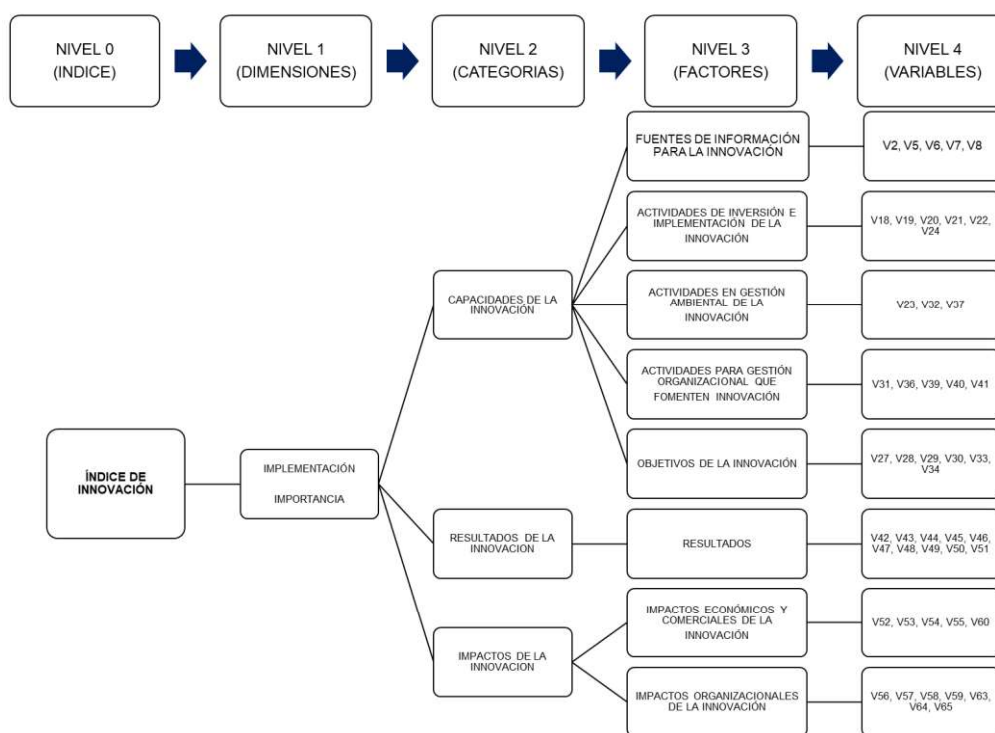 NIVEL 0
(INDICE)
NIVEL 1
(DIMENSIONES)
NIVEL 2
(CATEGORIAS)
NIVEL 3
(FACTORES)
NIVEL 4
(VARIABLES)
FUENTES DE INFORMACIÓN
PARA LA INNOVACIÓN
V2, V5, V6, V7, V8
ACTIVIDADES DE INVERSIÓN E
IMPLEMENTACIÓN DE LA
INNOVACIÓN
V18, V19, V20, V21, V22,
V24
CAPACIDADES DE LA
INNOVACIÓN
ACTIVIDADES EN GESTIÓN
AMBIENTAL DE LA
INNOVACIÓN
V23, V32, V37
ACTIVIDADES PARA GESTIÓN
ORGANIZACIONAL QUE
FOMENTEN INNOVACIÓN
V31, V36, V39, V40, V41
ÍNDICE DE
INNOVACIÓN
IMPLEMENTACIÓN
IMPORTANCIA
OBJETIVOS DE LA INNOVACIÓN
V27, V28, V29, V30, V33,
V34
RESULTADOS DE LA
INNOVACION
RESULTADOS
V42, V43, V44, V45, V46,
V47, V48, V49, V50, V51
IMPACTOS DE LA
INNOVACION
IMPACTOS ECONÓMICOS Y
COMERCIALES DE LA
INNOVACIÓN
V52, V53, V54, V55, V60
IMPACTOS ORGANIZACIONALES
DE LA INNOVACIÓN
V56, V57, V58, V59, V63,
V64, V65